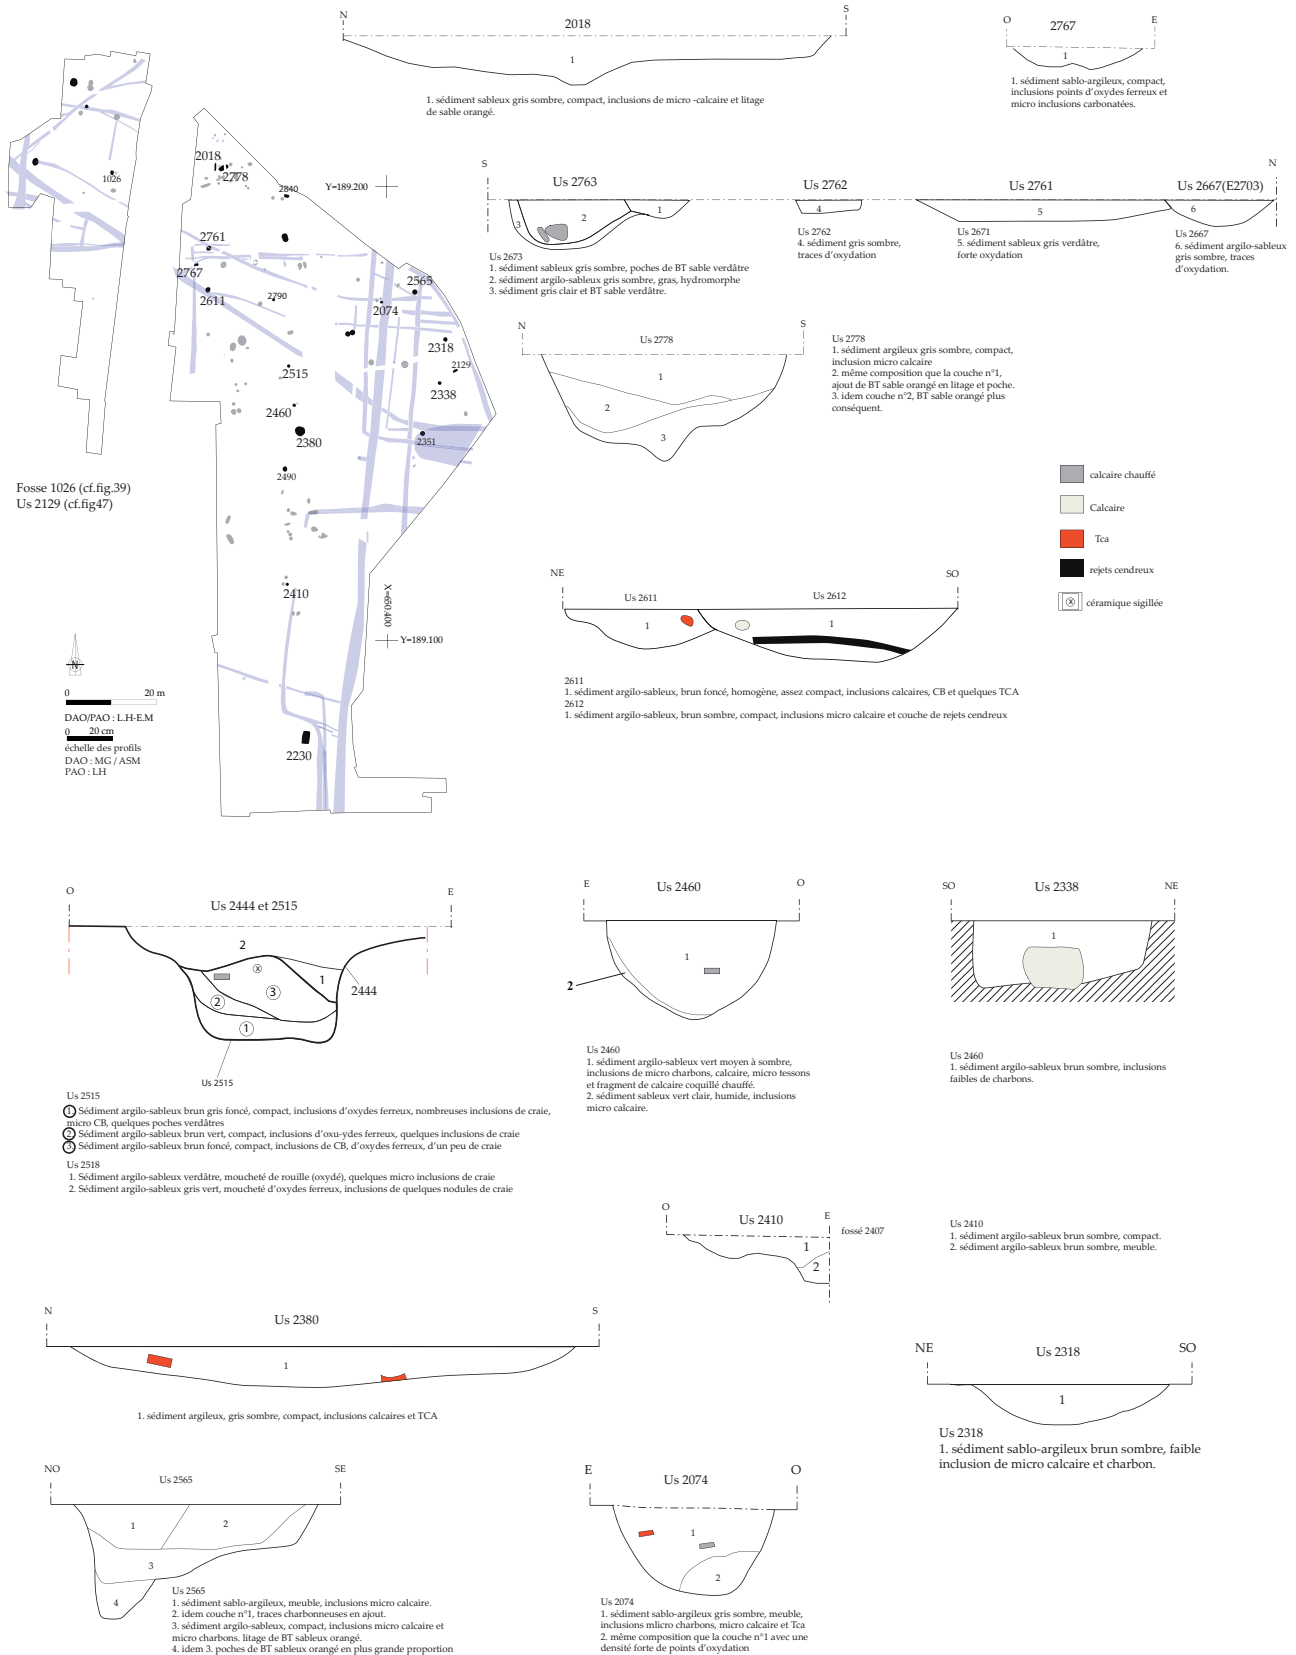 N
2018
S
1
1. sédiment sableux gris sombre, compact, inclusions de micro -calcaire et litage
de sable orangé.
O
2767
E
1
1. sédiment sablo-argileux, compact,
inclusions points d'oxydes ferreux et
micro inclusions carbonatées.
1026
2018
2778
2840
Y=189.200
2761
2767
2611
2790
2565
2074
2318
2129
2338
2515
2460
2380
2351
2490
2410
X=650.400
Y=189.100
2230
Fosse 1026 (cf.fig.39)
Us 2129 (cf.fig47)
N
0 20 m
DAO/PAO : L.H-E.M
0 20 cm
échelle des profils
DAO : MG / ASM
PAO : LH
S
Us 2763
Us 2762
Us 2761
Us 2667(E2703)
N
3
2
1
4
5
6
Us 2673
1. sédiment sableux gris sombre, poches de BT sable verdâtre
2. sédiment argilo-sableux gris sombre, gras, hydromorphe
3. sédiment gris clair et BT sable verdâtre.
Us 2762
4. sédiment gris sombre,
traces d'oxydation
Us 2671
5. sédiment sableux gris verdâtre,
forte oxydation
Us 2667
6. sédiment argilo-sableux
gris sombre, traces
d'oxydation.
N
Us 2778
S
1
2
3
Us 2778
1. sédiment argileux gris sombre, compact,
inclusion micro calcaire
2. même composition que la couche n°1,
ajout de BT sable orangé en litage et poche.
3. idem couche n°2, BT sable orangé plus
conséquent.
calcaire chauffé
Calcaire
Tca
rejets cendreux
céramique sigillée
NE
Us 2611
Us 2612
SO
1
1
2611
1. sédiment argilo-sableux, brun foncé, homogène, assez compact, inclusions calcaires, CB et quelques TCA
2612
1. sédiment argilo-sableux, brun sombre, compact, inclusions micro calcaire et couche de rejets cendreux
O
Us 2444 et 2515
E
2
1
3
2
1
2444
Us 2515
Us 2515
1. Sédiment argilo-sableux brun gris foncé, compact, inclusions d'oxydes ferreux, nombreuses inclusions de craie,
micro CB, quelques poches verdâtres
2. Sédiment argilo-sableux brun vert, compact, inclusions d'oxu-ydes ferreux, quelques inclusions de craie
3. Sédiment argilo-sableux brun foncé, compact, inclusions de CB, d'oxydes ferreux, d'un peu de craie
Us 2518
1. Sédiment argilo-sableux verdâtre, moucheté de rouille (oxydé), quelques micro inclusions de craie
2. Sédiment argilo-sableux gris vert, moucheté d'oxydes ferreux, inclusions de quelques nodules de craie
E
Us 2460
O
1
2
Us 2460
1. sédiment argilo-sableux vert moyen à sombre,
inclusions de micro charbons, calcaire, micro tessons
et fragment de calcaire coquillé chauffé.
2. sédiment sableux vert clair, humide, inclusions
micro calcaire.
SO
Us 2338
NE
1
Us 2460
1. sédiment argilo-sableux brun sombre, inclusions
faibles de charbons.
O
Us 2410
E
fossé 2407
1
2
Us 2410
1. sédiment argilo-sableux brun sombre, compact.
2. sédiment argilo-sableux brun sombre, meuble.
N
Us 2380
S
1
1. sédiment argileux, gris sombre, compact, inclusions calcaires et TCA
NE
Us 2318
SO
1
Us 2318
1. sédiment sablo-argileux brun sombre, faible
inclusion de micro calcaire et charbon.
NO
Us 2565
SE
1
2
3
4
Us 2565
1. sédiment sablo-argileux, meuble, inclusions micro calcaire.
2. idem couche n°1, traces charbonneuses en ajout.
3. sédiment argilo-sableux, compact, inclusions micro calcaire et
micro charbons. litage de BT sableux orangé.
4. idem 3. poches de BT sableux orangé en plus grande proportion
E
Us 2074
O
1
2
Us 2074
1. sédiment sablo-argileux gris sombre, meuble,
inclusions mlicro charbons, micro calcaire et Tca
2. même composition que la couche n°1 avec une
densité forte de points d'oxydation